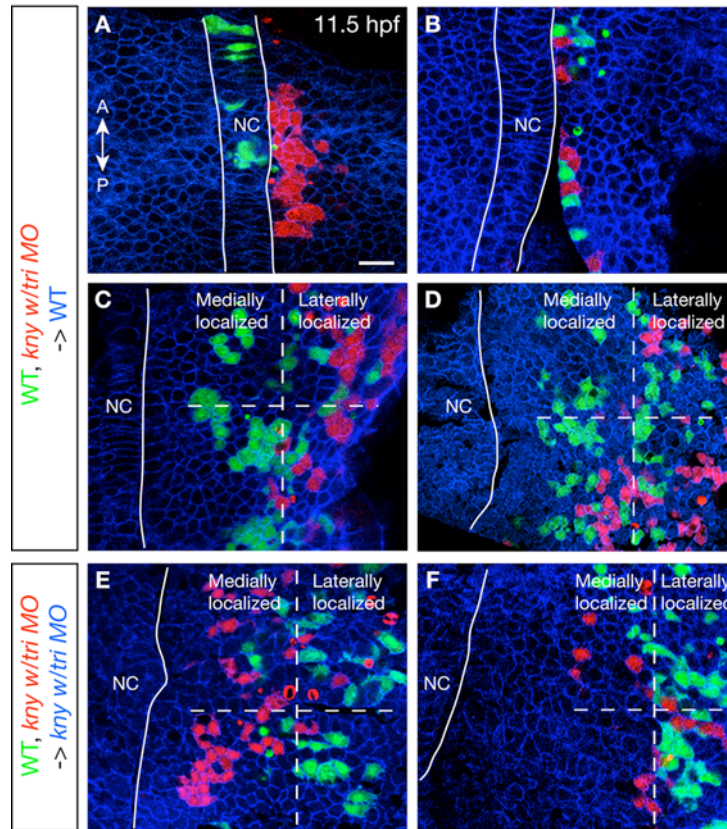 WT, kny w/tri MO
-> WT
A
11.5 hpf
A
P
NC
B
NC
C
Medially
localized
Laterally
localized
NC
D
Medially
localized
Laterally
localized
NC
WT, kny w/tri MO
-> kny w/tri MO
E
Medially
localized
Laterally
localized
NC
F
Medially
localized
Laterally
localized
NC